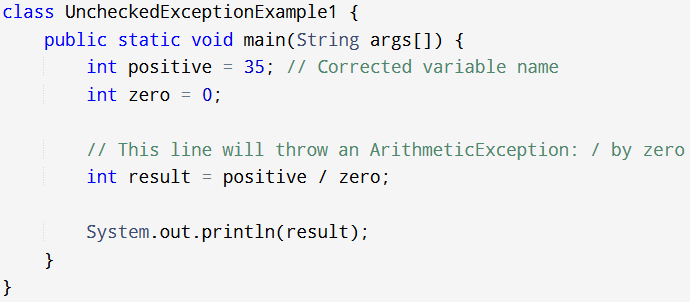 class UncheckedExceptionExample1 {
    public static void main(String args[]) {
        int positive = 35; // Corrected variable name
        int zero = 0;

        // This line will throw an ArithmeticException: / by zero
        int result = positive / zero;

        System.out.println(result);
    }
}